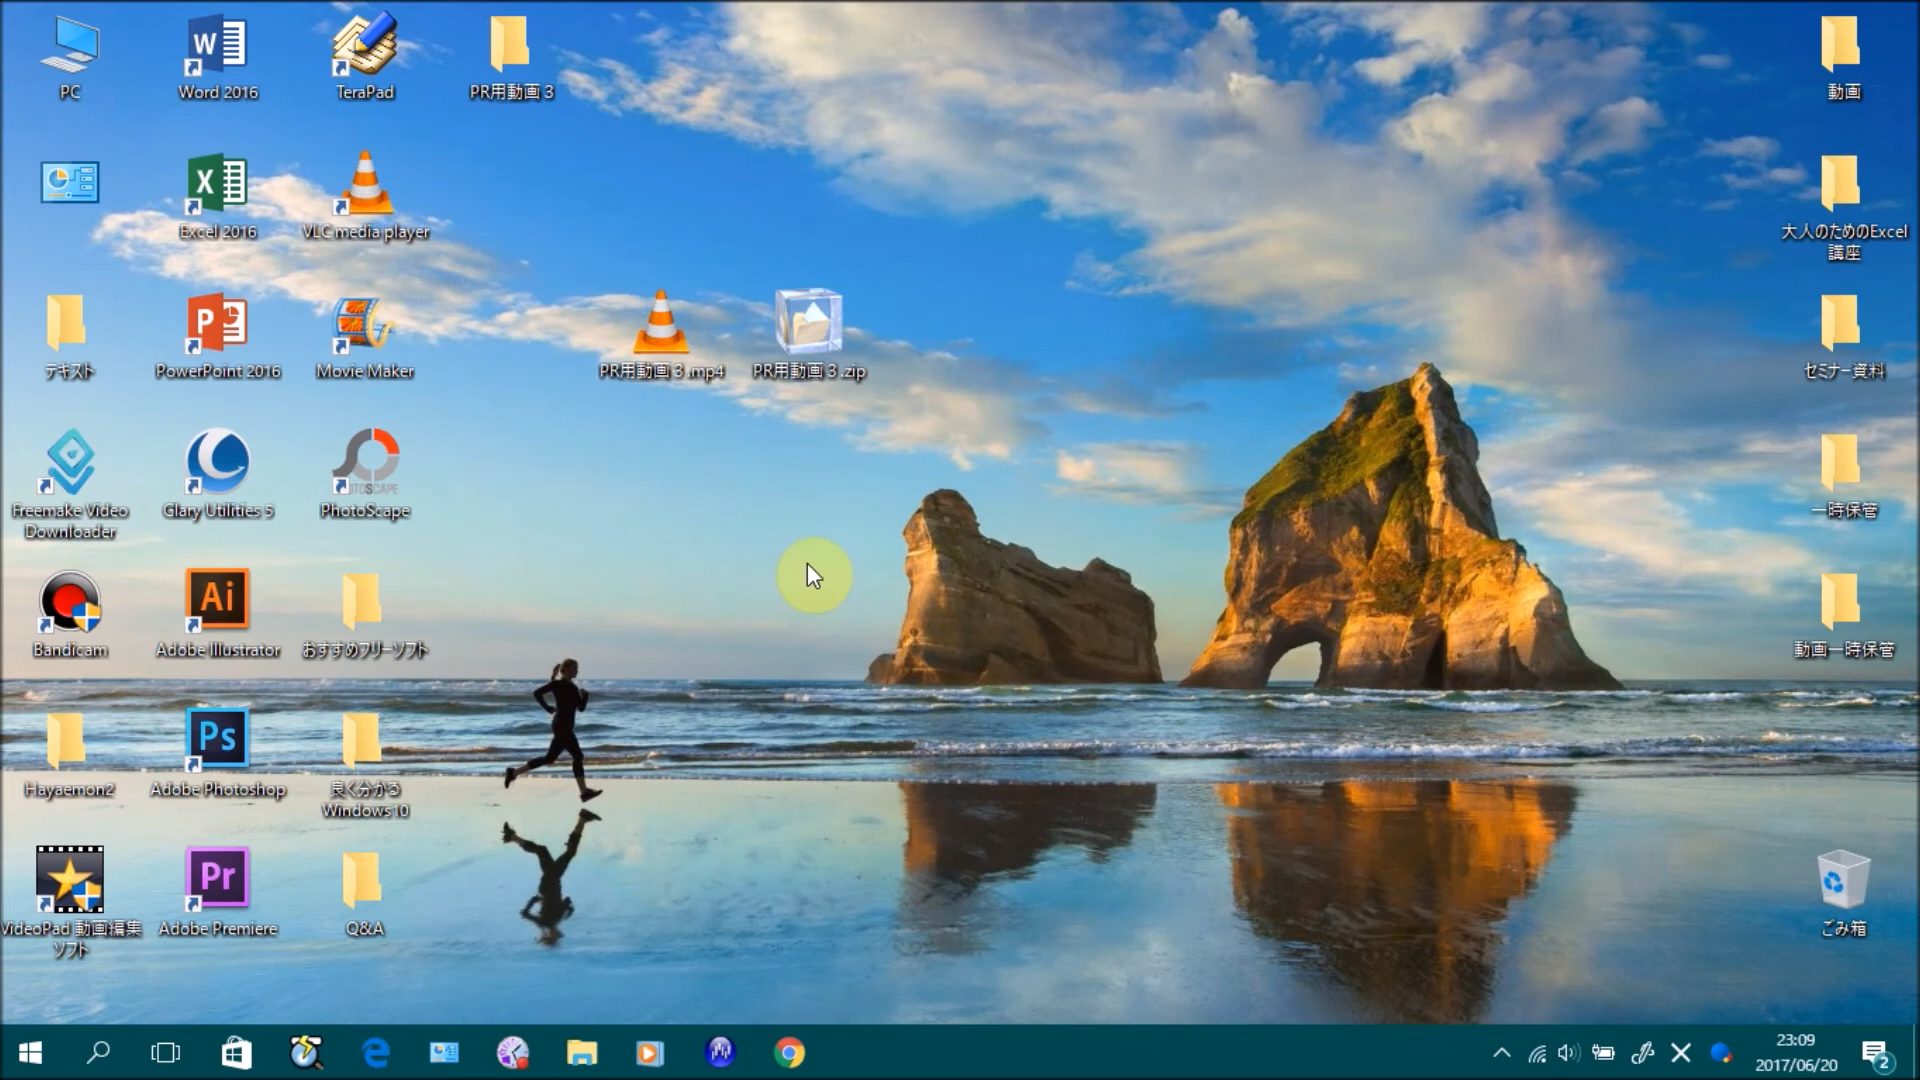 PC
Word 2016
TeraPad
PR用動画 3
動画
Excel 2016
VLC media player
大人のためのExcel
講座
テキスト
PowerPoint 2016
Movie Maker
PR用動画 3 .mp4
PR用動画 3 .zip
セミナー資料
Freemake Video
Downloader
Glary Utilities 5
PhotoScape
一時保管
Bandicam
Adobe Illustrator
おすすめフリーソフト
動画一時保管
Hayaemon2
Adobe Photoshop
良く分かる
Windows10
VideoPad 動画編集
ソフト
Adobe Premiere
Q&A
ごみ箱
23:09
2017/06/20
2